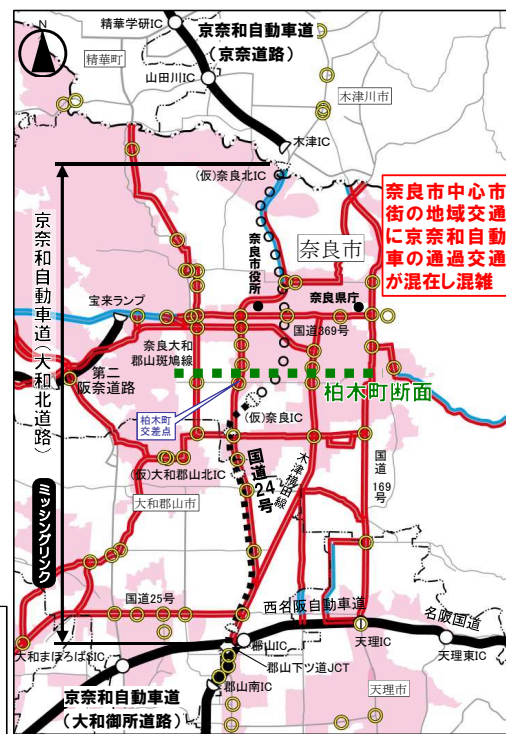 精華学研IC
京奈和自動車道
(京奈道路)
N
精華町
山田川IC
木津川市
木津IC
(仮)奈良北IC
奈良市中心市
街の地域交通
に京奈和自動
車の通過交通
が混在し混雑
京奈和自動車道(大和北道路)
奈良市役所
奈良市
宝来ランプ
奈良県庁
国道369号
奈良大和
郡山斑鳩線
第二
阪奈道路
柏木町断面
柏木町
交差点
(仮)奈良IC
国道24号
木津横田線
国道169号
(仮)大和郡山北IC
大和郡山市
ミッシングリンク
国道25号
西名阪自動車道
名阪国道
大和まほろばSIC
郡山IC
天理IC
天理東IC
郡山下ツ道JCT
京奈和自動車道
(大和御所道路)
郡山南IC
天理市